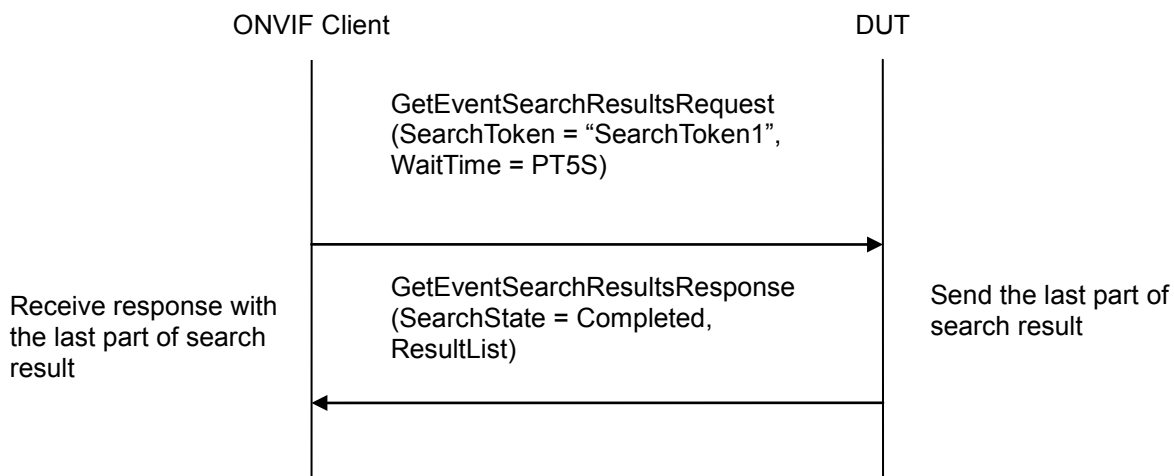 ONVIF Client
DUT
GetEventSearchResultsRequest
(SearchToken = “SearchToken1”,
WaitTime = PT5S)
Receive response with
the last part of search
result
GetEventSearchResultsResponse
(SearchState = Completed,
ResultList)
Send the last part of
search result